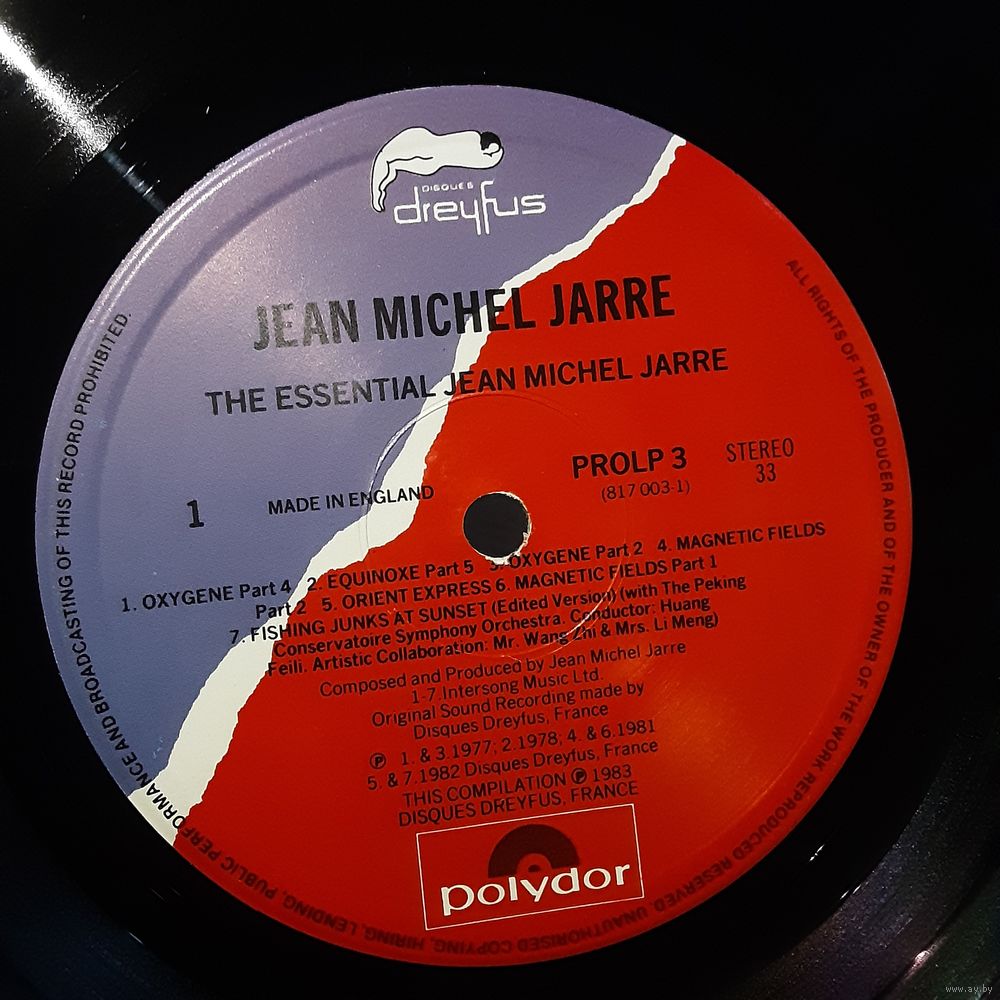 DISQUES
dreyfus
JEAN MICHEL JARRE
THE ESSENTIAL JEAN MICHEL JARRE
PROLP 3
(817 003-1)
STEREO
33
1
MADE IN ENGLAND
1. OXYGENE Part 4 2. EQUINOXE Part 5 3. OXYGENE Part 2 4. MAGNETIC FIELDS
Part 2 5. ORIENT EXPRESS 6. MAGNETIC FIELDS Part 1
7. FISHING JUNKS AT SUNSET (Edited Version) (with The Peking
Conservatoire Symphony Orchestra. Conductor: Huang
Feili. Artistic Collaboration: Mr. Wang Zhi & Mrs. Li Meng)
Composed and Produced by Jean Michel Jarre
1-7. Intersong Music Ltd.
Original Sound Recording made by
Disques Dreyfus, France
℗ 1. & 3.1977; 2.1978; 4. & 6.1981
5. & 7.1982 Disques Dreyfus, France
THIS COMPILATION ℗ 1983
DISQUES DREYFUS, FRANCE
polydor
ALL RIGHTS OF THE PRODUCER AND OF THE OWNER OF THE WORK REPRODUCED RESERVED. UNAUTHORISED COPYING, HIRING, LENDING, PUBLIC PERFORMANCE AND BROADCASTING OF THIS RECORD PROHIBITED.
www.ay.by